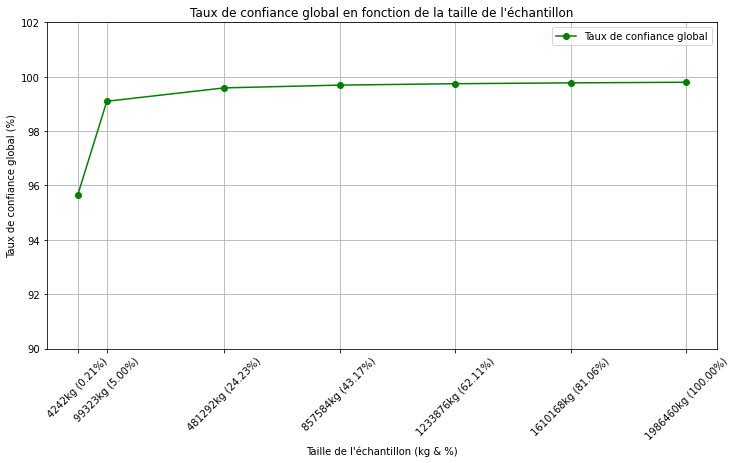 Taux de confiance global en fonction de la taille de l'échantillon
Taux de confiance global
Taux de confiance global (%)
102
100
98
96
94
92
90
4242kg (0.21%)
99323kg (5.00%)
481292kg (24.23%)
857584kg (43.17%)
1233876kg (62.11%)
1610168kg (81.06%)
1986460kg (100.00%)
Taille de l'échantillon (kg & %)